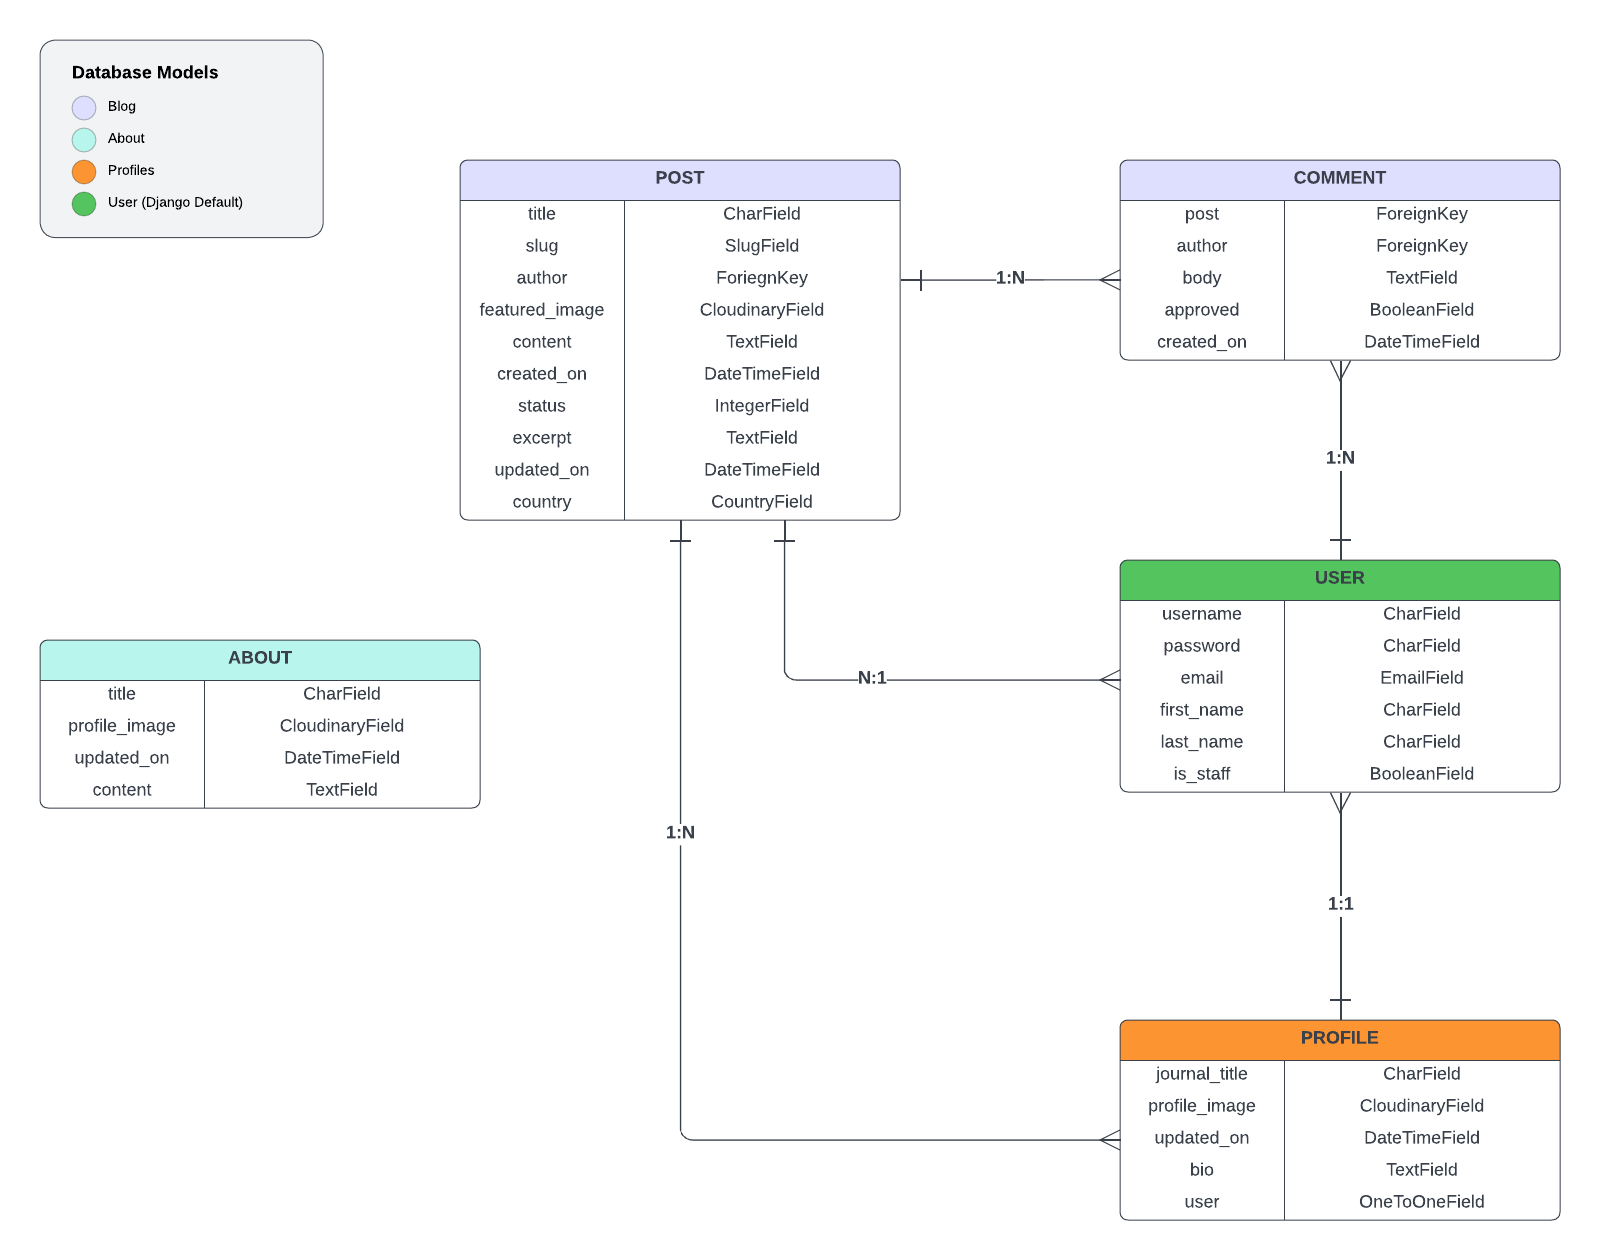 Database Models
Blog
About
Profiles
User (Django Default)
POST
title CharField
slug SlugField
author ForiegnKey
featured_image CloudinaryField
content TextField
created_on DateTimeField
status IntegerField
excerpt TextField
updated_on DateTimeField
country CountryField
1:N
COMMENT
post ForeignKey
author ForeignKey
body TextField
approved BooleanField
created_on DateTimeField
1:N
USER
username CharField
password CharField
email EmailField
first_name CharField
last_name CharField
is_staff BooleanField
N:1
ABOUT
title CharField
profile_image CloudinaryField
updated_on DateTimeField
content TextField
1:N
1:1
PROFILE
journal_title CharField
profile_image CloudinaryField
updated_on DateTimeField
bio TextField
user OneToOneField